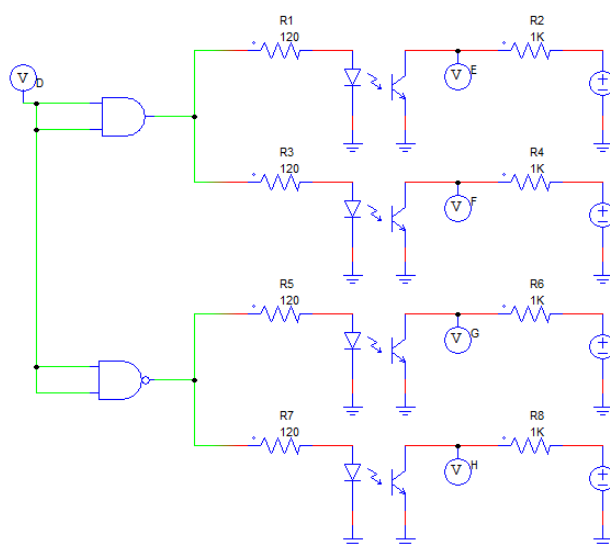 R1 R2
120 1K
V E
V D
R3 R4
120 1K
V F
R5 R6
120 1K
V G
R7 R8
120 1K
V H